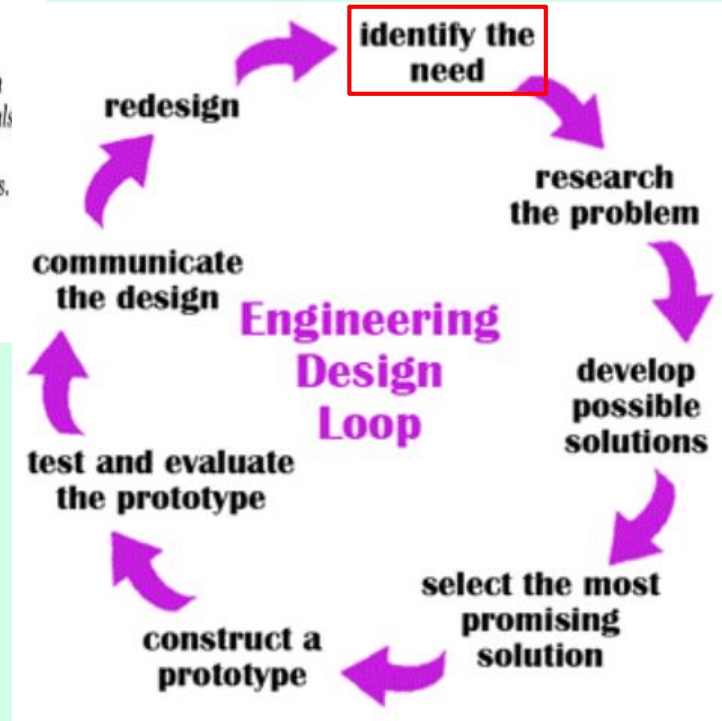 identify the
need
research
the problem
develop
possible
solutions
select the most
promising
solution
construct a
prototype
test and evaluate
the prototype
communicate
the design
redesign
Engineering
Design
Loop